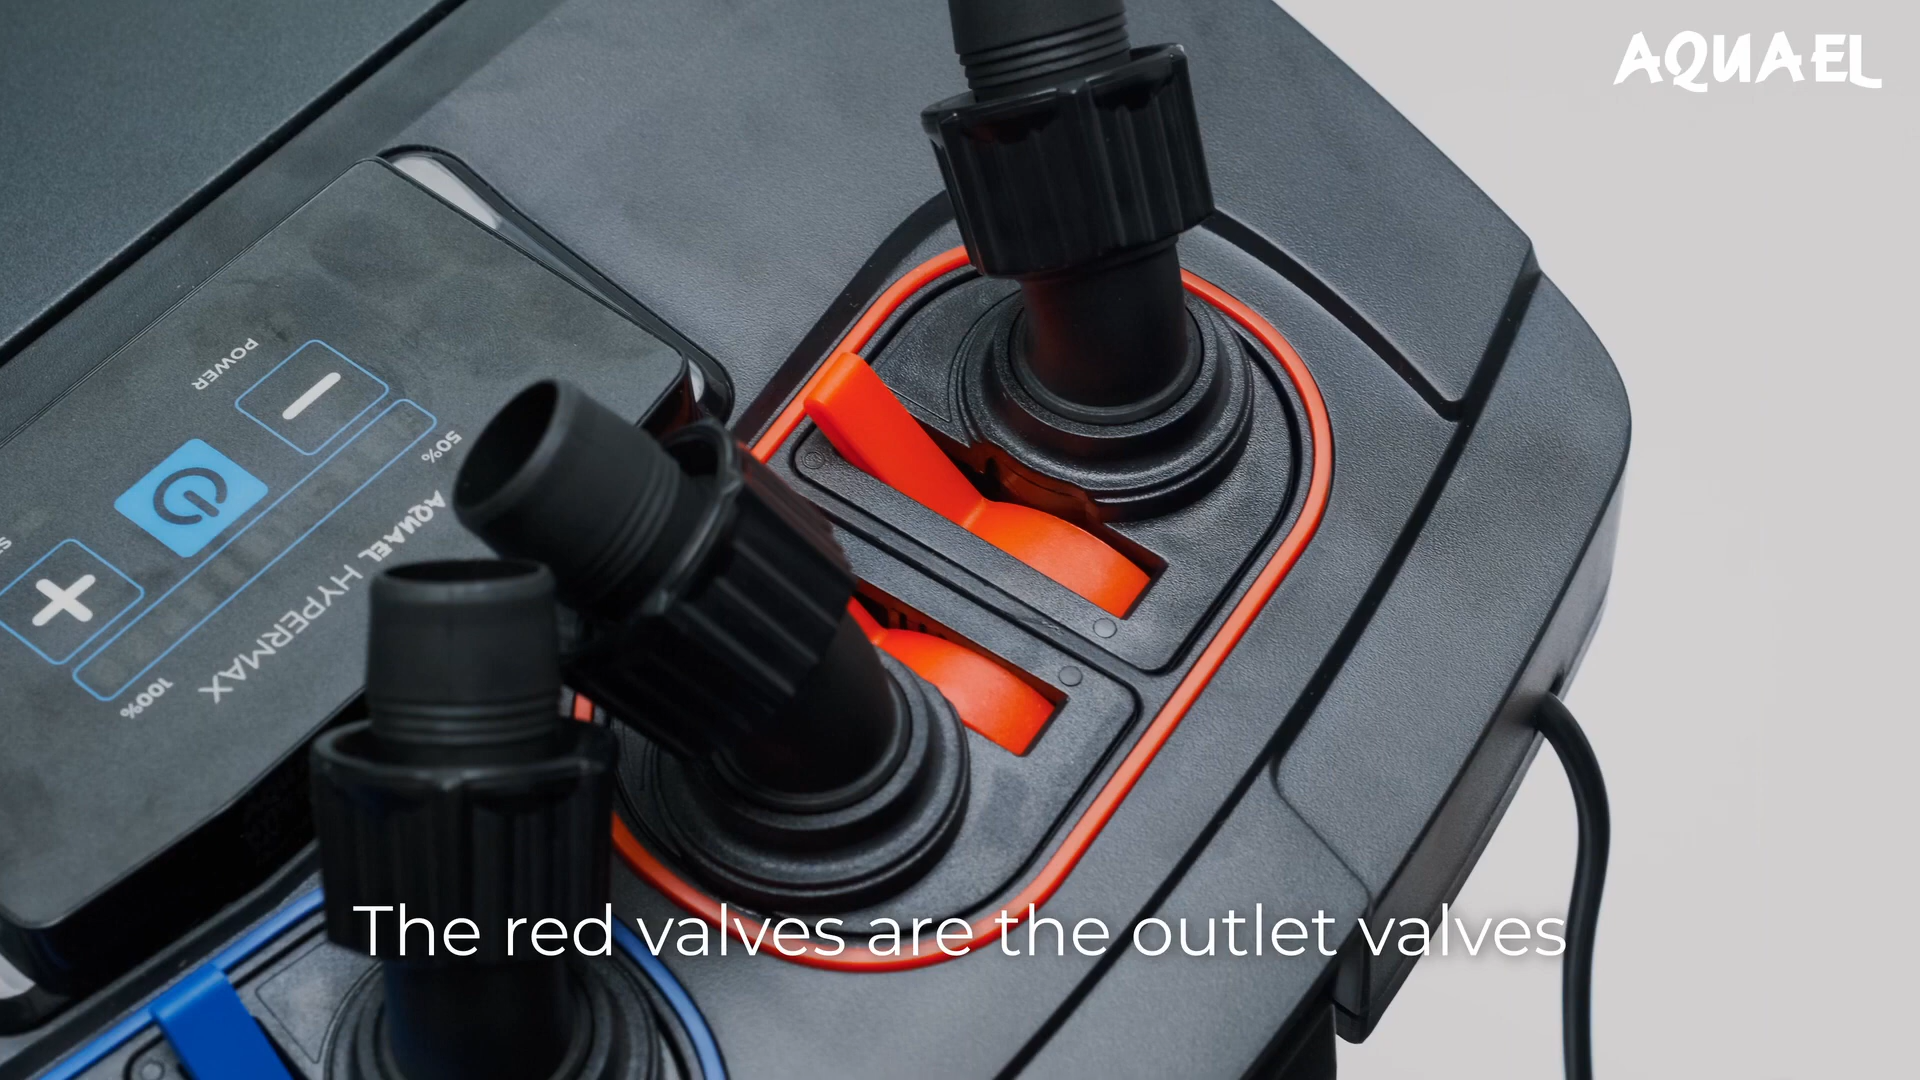 AQUAEL
POWER
50%
AQUAEL HYPERMAX
100%
The red valves are the outlet valves